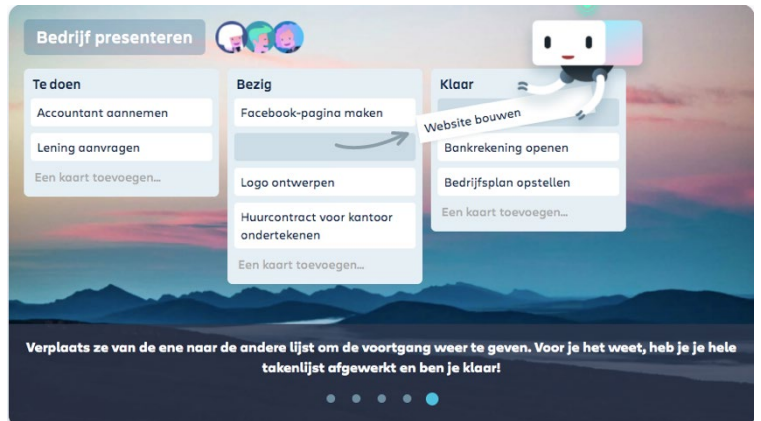 Bedrijf presenteren
Te doen
Accountant aannemen
Lening aanvragen
Een kaart toevoegen...
Bezig
Facebook-pagina maken
Logo ontwerpen
Huurcontract voor kantoor
ondertekenen
Een kaart toevoegen...
Klaar
Website bouwen
Bankrekening openen
Bedrijfsplan opstellen
Een kaart toevoegen...
Verplaats ze van de ene naar de andere lijst om de voortgang weer te geven. Voor je het weet, heb je je hele
takenlijst afgewerkt en ben je klaar!